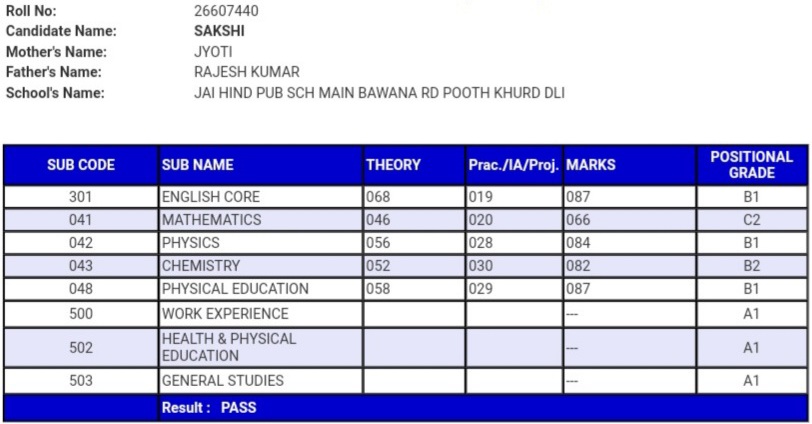 Roll No: 26607440
Candidate Name: SAKSHI
Mother's Name: JYOTI
Father's Name: RAJESH KUMAR
School's Name: JAI HIND PUB SCH MAIN BAWANA RD POOTH KHURD DLI
SUB CODE SUB NAME THEORY Prac./IA/Proj. MARKS POSITIONAL GRADE
301 ENGLISH CORE 068 019 087 B1
041 MATHEMATICS 046 020 066 C2
042 PHYSICS 056 028 084 B1
043 CHEMISTRY 052 030 082 B2
048 PHYSICAL EDUCATION 058 029 087 B1
500 WORK EXPERIENCE --- A1
502 HEALTH & PHYSICAL EDUCATION --- A1
503 GENERAL STUDIES --- A1
Result : PASS